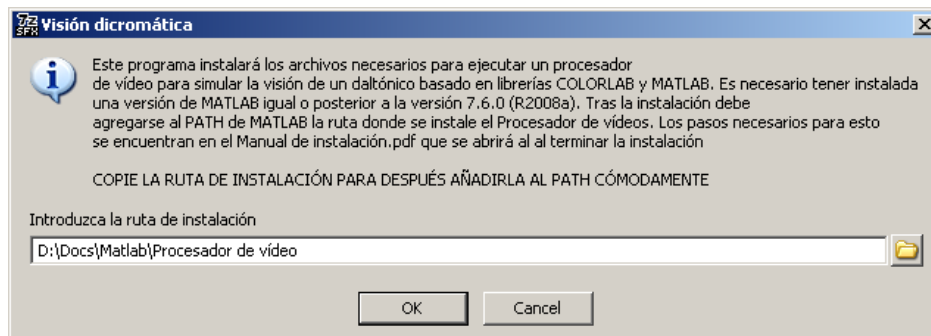 7z SFX Visión dicromática
Este programa instalará los archivos necesarios para ejecutar un procesador
de vídeo para simular la visión de un daltónico basado en librerías COLORLAB y MATLAB. Es necesario tener instalada
una versión de MATLAB igual o posterior a la versión 7.6.0 (R2008a). Tras la instalación debe
agregarse al PATH de MATLAB la ruta donde se instale el Procesador de vídeos. Los pasos necesarios para esto
se encuentran en el Manual de instalación.pdf que se abrirá al al terminar la instalación
COPIE LA RUTA DE INSTALACIÓN PARA DESPUÉS AÑADIRLA AL PATH CÓMODAMENTE
Introduzca la ruta de instalación
D:\Docs\Matlab\Procesador de vídeo
OK Cancel